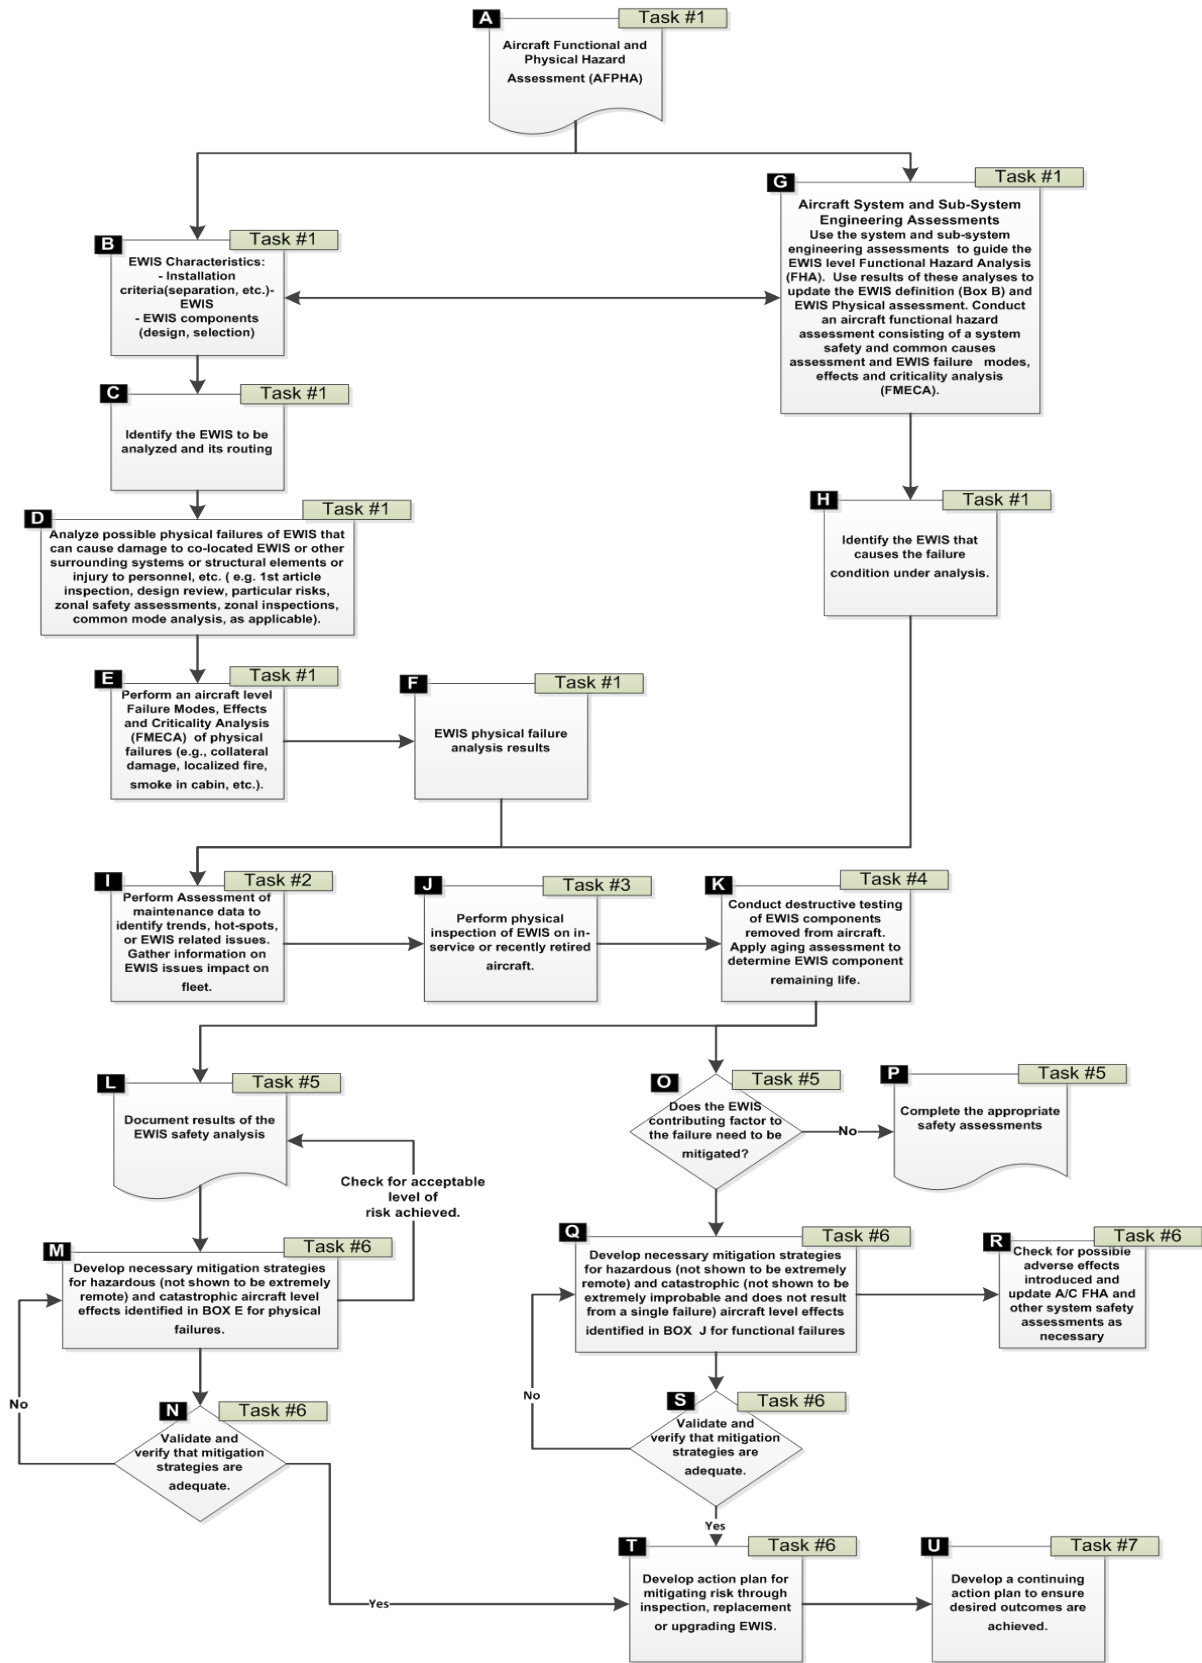 A
Task #1
Aircraft Functional and
Physical Hazard
Assessment (AFPHA)
B
Task #1
EWIS Characteristics:
- Installation
criteria(separation, etc.)-
EWIS
- EWIS components
(design, selection)
G
Task #1
Aircraft System and Sub-System
Engineering Assessments
Use the system and sub-system
engineering assessments to guide the
EWIS level Functional Hazard Analysis
(FHA). Use results of these analyses to
update the EWIS definition (Box B) and
EWIS Physical assessment. Conduct
an aircraft functional hazard
assessment consisting of a system
safety and common causes
assessment and EWIS failure modes,
effects and criticality analysis
(FMECA).
C
Task #1
Identify the EWIS to be
analyzed and its routing
D
Task #1
Analyze possible physical failures of EWIS that
can cause damage to co-located EWIS or other
surrounding systems or structural elements or
injury to personnel, etc. ( e.g. 1st article
inspection, design review, particular risks,
zonal safety assessments, zonal inspections,
common mode analysis, as applicable).
H
Task #1
Identify the EWIS that
causes the failure
condition under analysis.
E
Task #1
Perform an aircraft level
Failure Modes, Effects
and Criticality Analysis
(FMECA) of physical
failures (e.g., collateral
damage, localized fire,
smoke in cabin, etc.).
F
Task #1
EWIS physical failure
analysis results
I
Task #2
Perform Assessment of
maintenance data to
identify trends, hot-spots,
or EWIS related issues.
Gather information on
EWIS issues impact on
fleet.
J
Task #3
Perform physical
inspection of EWIS on in-
service or recently retired
aircraft.
K
Task #4
Conduct destructive testing
of EWIS components
removed from aircraft.
Apply aging assessment to
determine EWIS component
remaining life.
L
Task #5
Document results of the
EWIS safety analysis
O
Task #5
Does the EWIS
contributing factor to
the failure need to be
mitigated?
No
P
Task #5
Complete the appropriate
safety assessments
Check for acceptable
level of
risk achieved.
M
Task #6
Develop necessary mitigation strategies
for hazardous (not shown to be extremely
remote) and catastrophic aircraft level
effects identified in BOX E for physical
failures.
Q
Task #6
Develop necessary mitigation strategies
for hazardous (not shown to be extremely
remote) and catastrophic (not shown to be
extremely improbable and does not result
from a single failure) aircraft level effects
identified in BOX J for functional failures
R
Task #6
Check for possible
adverse effects
introduced and
update A/C FHA and
other system safety
assessments as
necessary
No
N
Task #6
Validate and
verify that mitigation
strategies are
adequate.
No
S
Task #6
Validate and
verify that mitigation
strategies are
adequate.
Yes
Yes
T
Task #6
Develop action plan for
mitigating risk through
inspection, replacement
or upgrading EWIS.
U
Task #7
Develop a continuing
action plan to ensure
desired outcomes are
achieved.